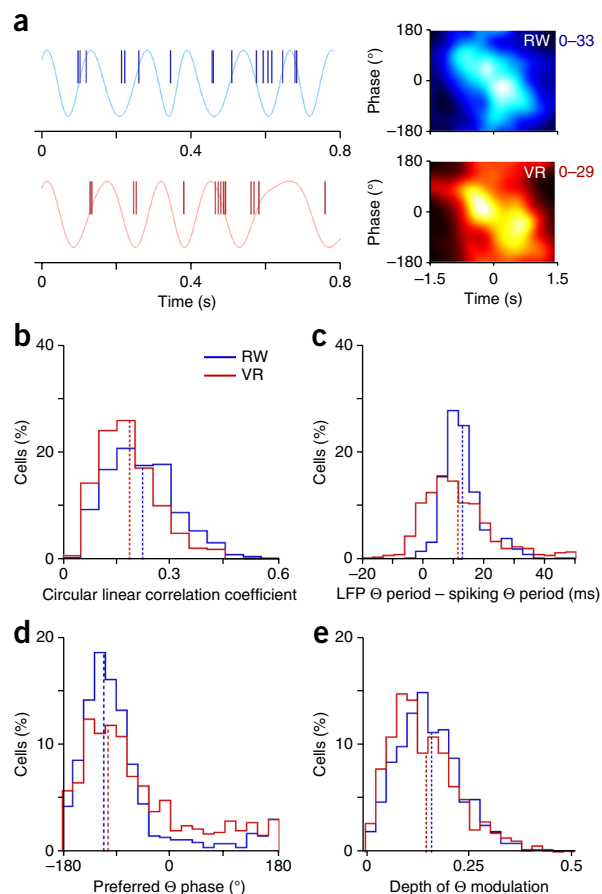 a
0 0.4 0.8
0 0.4 0.8
Time (s)
RW 0–33
Phase (°)
0
−180
VR 0–29
180
Phase (°)
0
−180
−1.5 0 1.5
Time (s)
b
40
20
0
Cells (%)
RW
VR
0 0.3 0.6
Circular linear correlation coefficient
c
40
20
0
Cells (%)
−20 0 20 40
LFP Θ period – spiking Θ period (ms)
d
20
10
0
Cells (%)
−180 0 180
Preferred Θ phase (°)
e
20
10
0
Cells (%)
0 0.25 0.5
Depth of Θ modulation